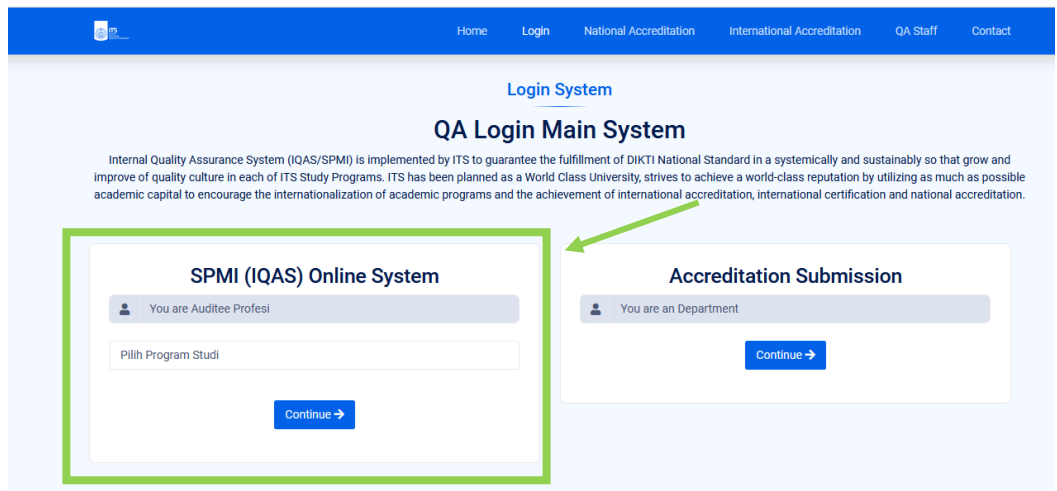 ITS
Home Login National Accreditation International Accreditation QA Staff Contact
Login System
QA Login Main System
Internal Quality Assurance System (IQAS/SPMI) is implemented by ITS to guarantee the fulfillment of DIKTI National Standard in a systemically and sustainably so that grow and
improve of quality culture in each of ITS Study Programs. ITS has been planned as a World Class University, strives to achieve a world-class reputation by utilizing as much as possible
academic capital to encourage the internationalization of academic programs and the achievement of international accreditation, international certification and national accreditation.
SPMI (IQAS) Online System
You are Auditee Profesi
Pilih Program Studi
Continue
Accreditation Submission
You are an Department
Continue